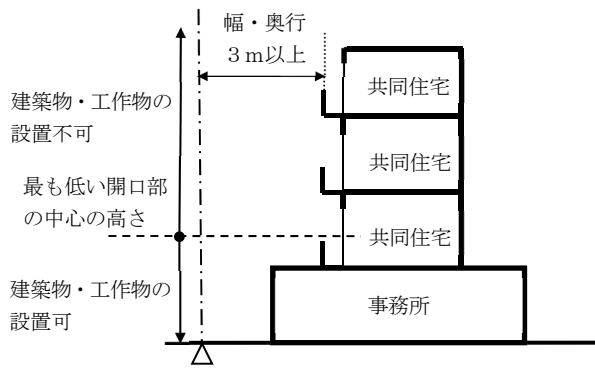 幅・奥行
３ｍ以上
建築物・工作物の
設置不可
共同住宅
共同住宅
最も低い開口部
の中心の高さ
共同住宅
建築物・工作物の
設置可
事務所